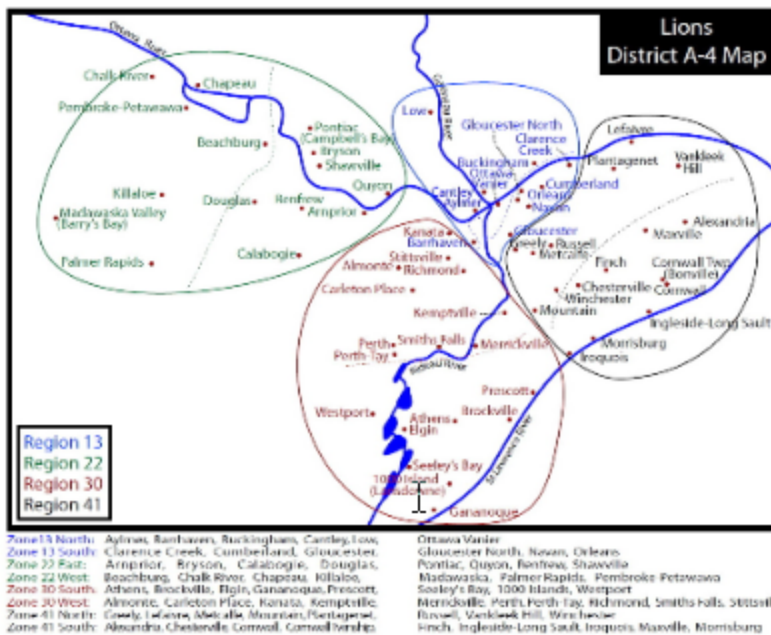 Lions
District A-4 Map
Ottawa River
Chalk River
Chapeau
Pembroke-Petawawa
Beachburg
Pontiac
(Campbell's Bay)
Bryson
Shawville
Quyon
Killaloe
Douglas
Renfrew
Arnprior
Madawaska Valley
(Barry's Bay)
Palmer Rapids
Calabogie
Low
Gatineau River
Gloucester North
Clarence
Creek
Buckingham
Ottawa
Vanier
Cantley
Aylmer
Cumberland
Orleans
Navan
Gloucester
Lefaivre
Plantagenet
Vankleek
Hill
Alexandria
Maxville
Kanata
Barrhaven
Greely
Russell
Metcalfe
Stittsville
Almonte
Richmond
Finch
Cornwall Twp
(Bonville)
Carleton Place
Chesterville
Cornwall
Winchester
Kemptville
Mountain
Ingleside-Long Sault
Perth
Smiths Falls
Merrickville
Morrisburg
Perth-Tay
Iroquois
Rideau River
Prescott
Westport
Athens
Brockville
Elgin
St Lawrence River
Seeley's Bay
1000 Island
(Lansdowne)
Gananoque
Region 13
Region 22
Region 30
Region 41
Zone13 North: Aylmer, Barrhaven, Buckingham, Cantley, Low, Ottawa Vanier
Zone 13 South: Clarence Creek, Cumberland, Gloucester, Gloucester North, Navan, Orleans
Zone 22 East: Arnprior, Bryson, Calabogie, Douglas, Pontiac, Quyon, Renfrew, Shawville
Zone 22 West: Beachburg, Chalk River, Chapeau, Killaloe, Madawaska, Palmer Rapids, Pembroke-Petawawa
Zone 30 South: Athens, Brockville, Elgin, Gananoque, Prescott, Seeley's Bay, 1000 Islands, Westport
Zone 30 West: Almonte, Carleton Place, Kanata, Kemptville, Merrickville, Perth, Perth-Tay, Richmond, Smiths Falls, Stittsvi
Zone 41 North: Greely, Lefaivre, Metcalfe, Mountain, Plantagenet, Russell, Vankleek Hill, Winchester
Zone 41 South: Alexandria, Chesterville, Cornwall, Cornwall Township, Finch, Ingleside-Long Sault, Iroquois, Maxville, Morrisburg